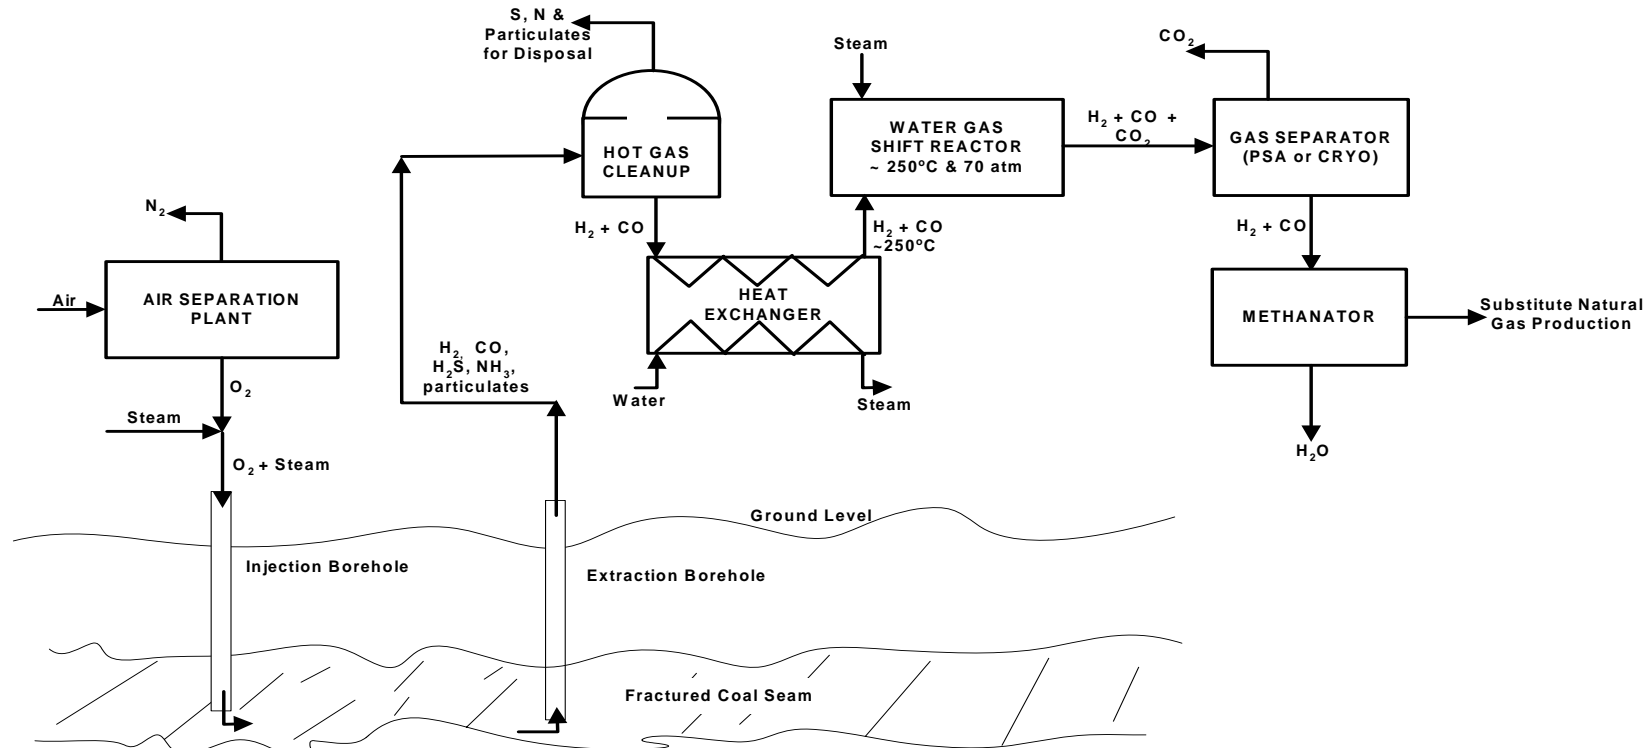 S, N &
Particulates
for Disposal
Steam
CO₂
HOT GAS
CLEANUP
WATER GAS
SHIFT REACTOR
~ 250ºC & 70 atm
H₂ + CO +
CO₂
GAS SEPARATOR
(PSA or CRYO)
N₂
H₂ + CO
H₂ + CO
~250ºC
H₂ + CO
Air
AIR SEPARATION
PLANT
HEAT
EXCHANGER
METHANATOR
Substitute Natural
Gas Production
H₂, CO,
H₂S, NH₃,
particulates
O₂
Water
Steam
Steam
H₂O
O₂ + Steam
Ground Level
Injection Borehole
Extraction Borehole
Fractured Coal Seam